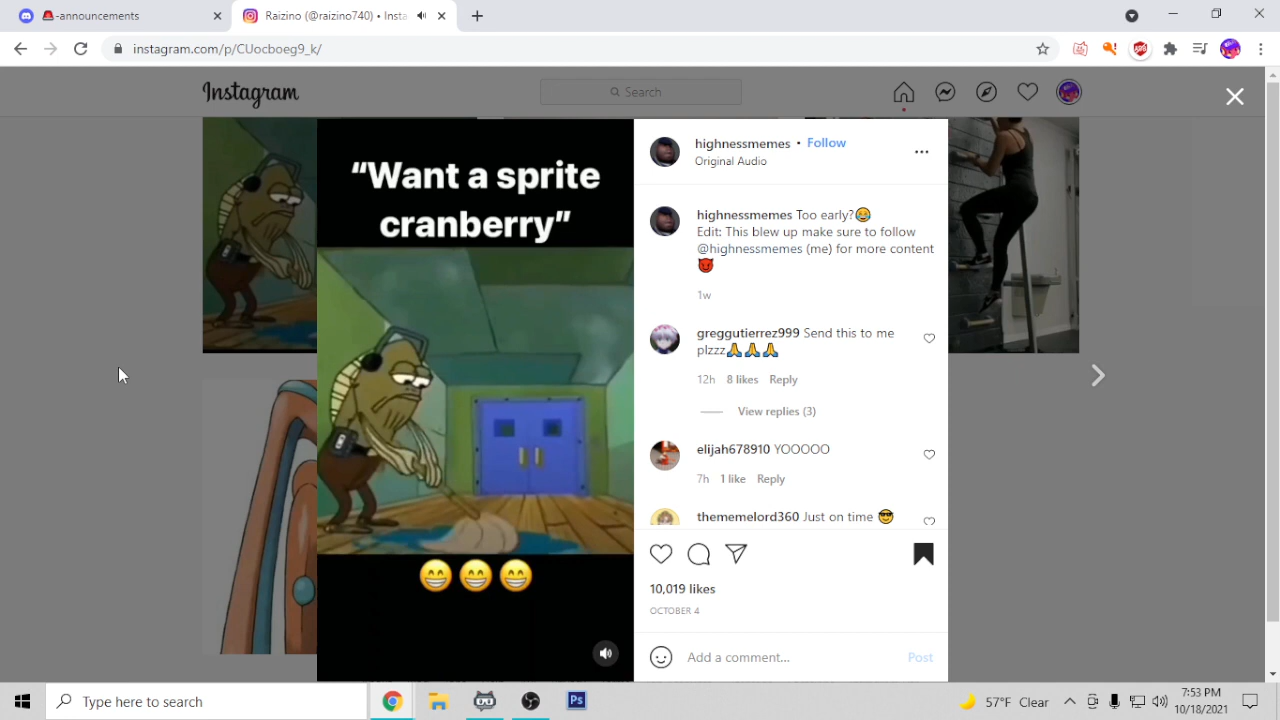 -announcements
Raizino (@raizino740) • Insta
instagram.com/p/CUocboeg9_k/
Instagram
Search
"Want a sprite
cranberry"
😁😁😁
highnessmemes • Follow
Original Audio
highnessmemes Too early?😂
Edit: This blew up make sure to follow
@highnessmemes (me) for more content
😈
1w
greggutierrez999 Send this to me
plzzz🙏🙏🙏
12h 8 likes Reply
View replies (3)
elijah678910 YOOOOO
7h 1 like Reply
thememelord360 Just on time 😎
10,019 likes
OCTOBER 4
Add a comment...
Post
Type here to search
Ps
57°F Clear
7:53 PM
10/18/2021